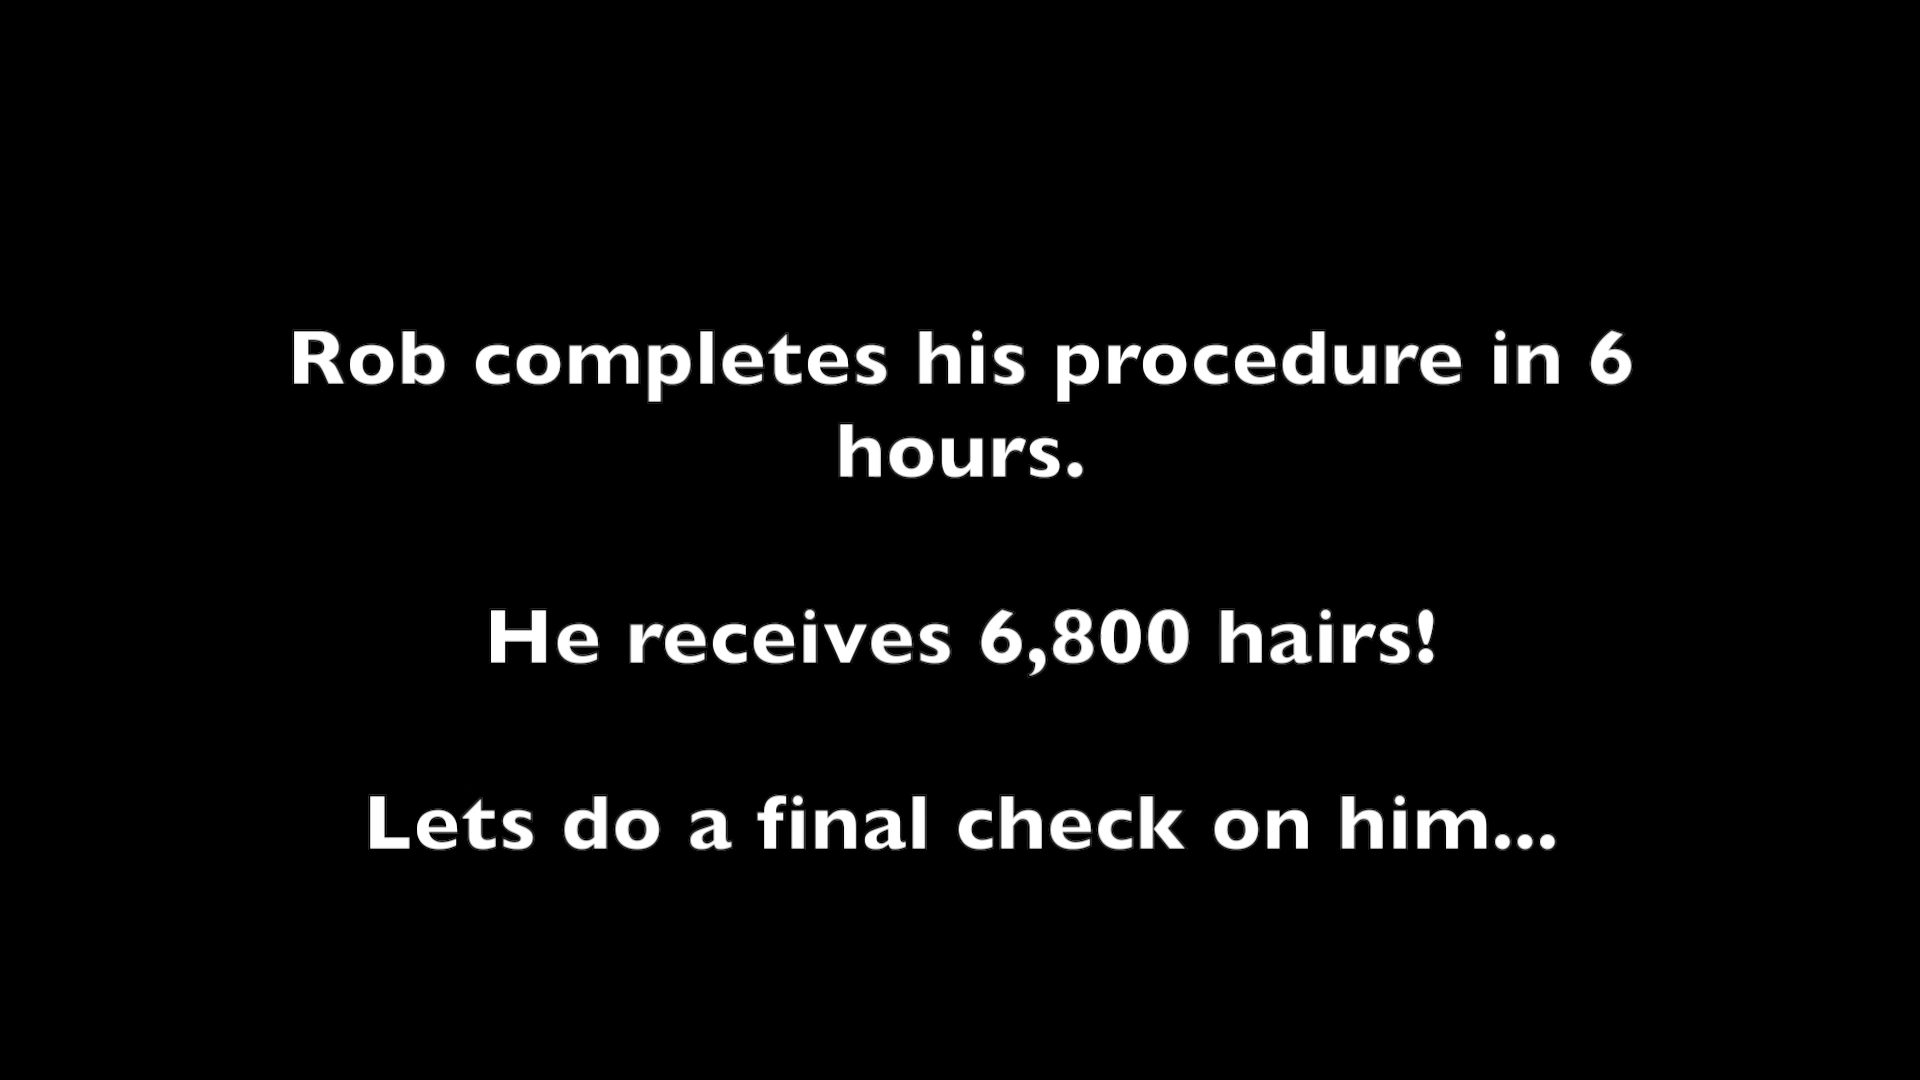 Rob completes his procedure in 6
hours.
He receives 6,800 hairs!
Lets do a final check on him...